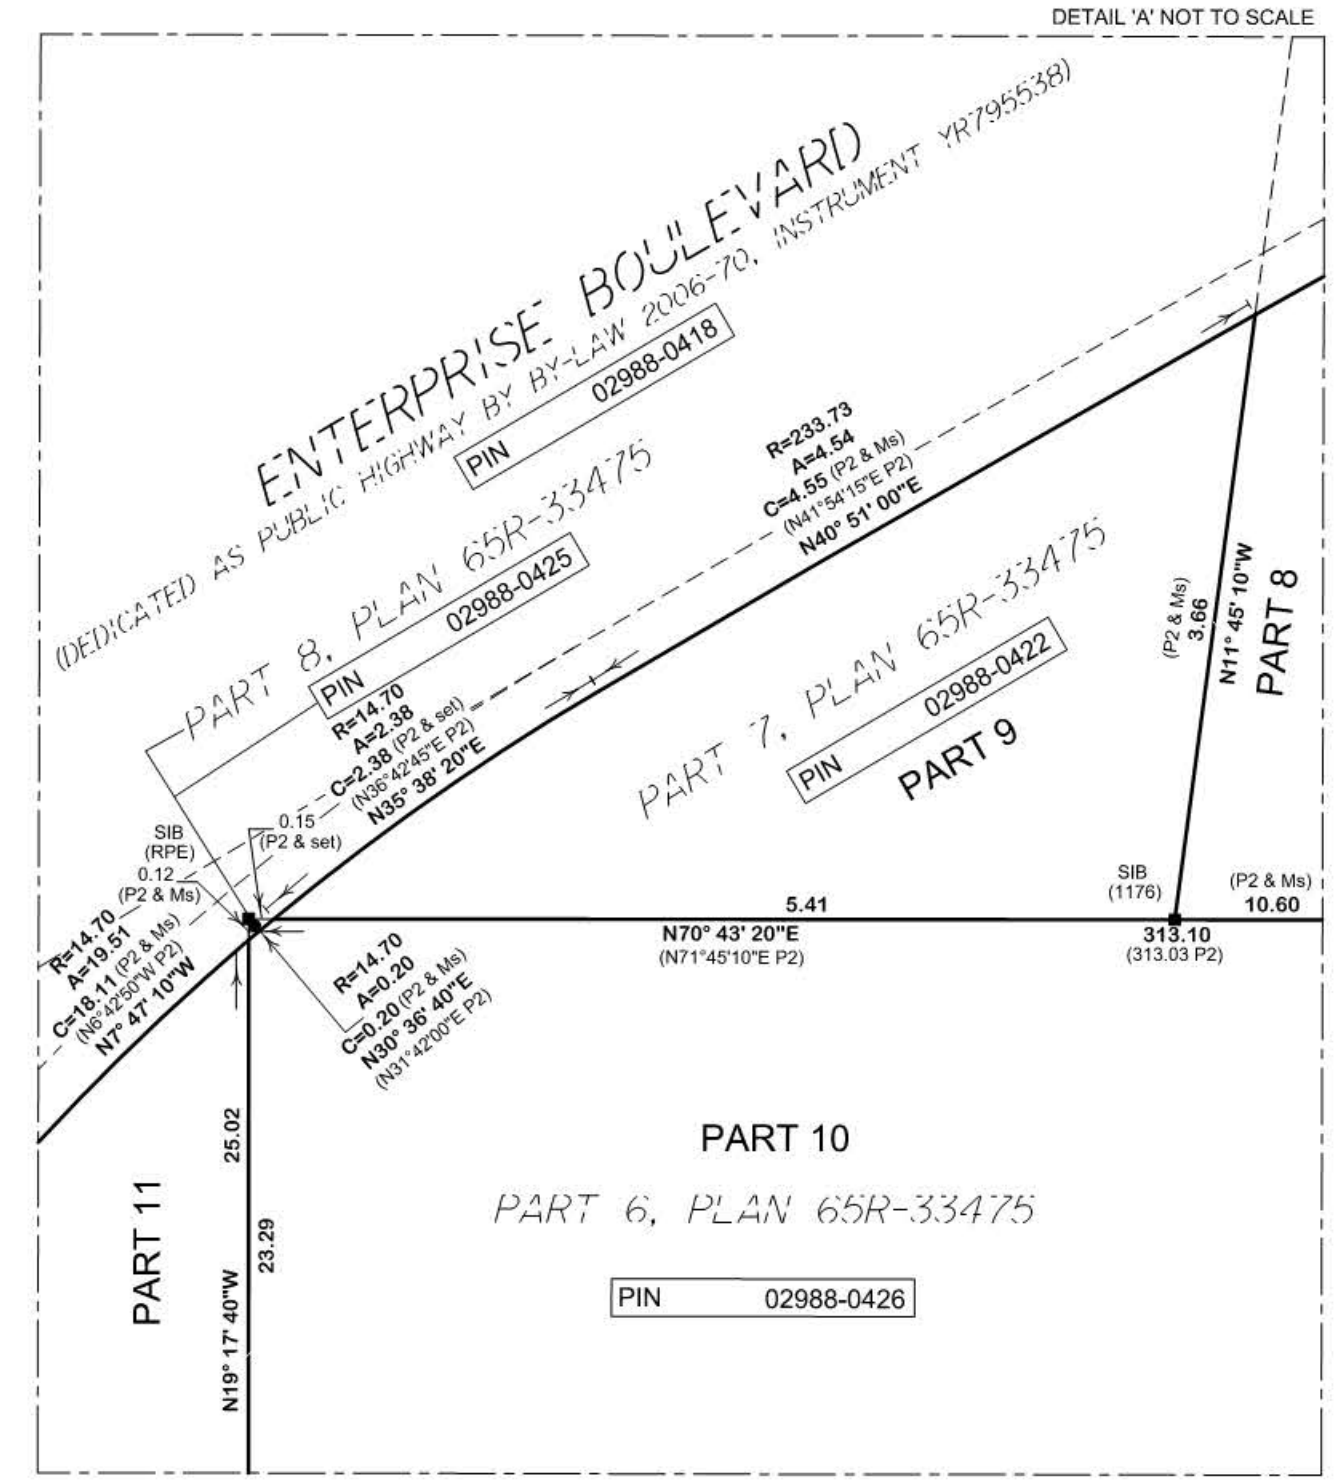 DETAIL 'A' NOT TO SCALE
ENTERPRISE BOULEVARD
(DEDICATED AS PUBLIC HIGHWAY BY BY-LAW 2006-70, INSTRUMENT YR795538)
PIN 02988-0418
PART 8, PLAN 65R-33475
PIN 02988-0425
R=233.73
A=4.54
C=4.55 (P2 & Ms)
(N41°54'15"E P2)
N40° 51' 00"E
R=14.70
A=2.38
C=2.38 (P2 & set)
(N36°42'45"E P2)
N35° 38' 20"E
PART 7, PLAN 65R-33475
PIN 02988-0422
PART 9
(P2 & Ms)
3.66
N11° 45' 10"W
PART 8
0.15
(P2 & set)
SIB
(RPE)
0.12
(P2 & Ms)
R=14.70
A=19.51
C=18.11 (P2 & Ms)
(N6°42'50"W P2)
N7° 47' 10"W
SIB
(1176)
(P2 & Ms)
10.60
5.41
N70° 43' 20"E
(N71°45'10"E P2)
313.10
(313.03 P2)
R=14.70
A=0.20
C=0.20 (P2 & Ms)
N30° 36' 40"E
(N31°42'00"E P2)
25.02
23.29
N19° 17' 40"W
PART 11
PART 10
PART 6, PLAN 65R-33475
PIN 02988-0426